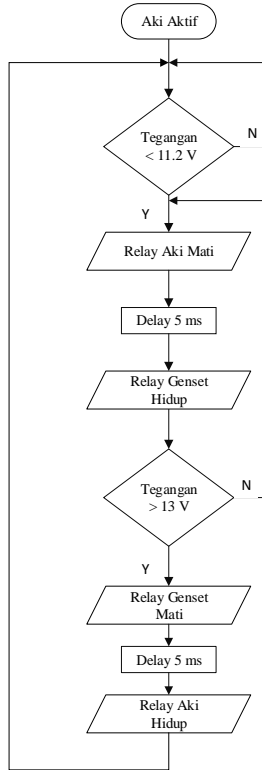 Aki Aktif
Tegangan
< 11.2 V
N
Y
Relay Aki Mati
Delay 5 ms
Relay Genset
Hidup
Tegangan
> 13 V
N
Y
Relay Genset
Mati
Delay 5 ms
Relay Aki
Hidup